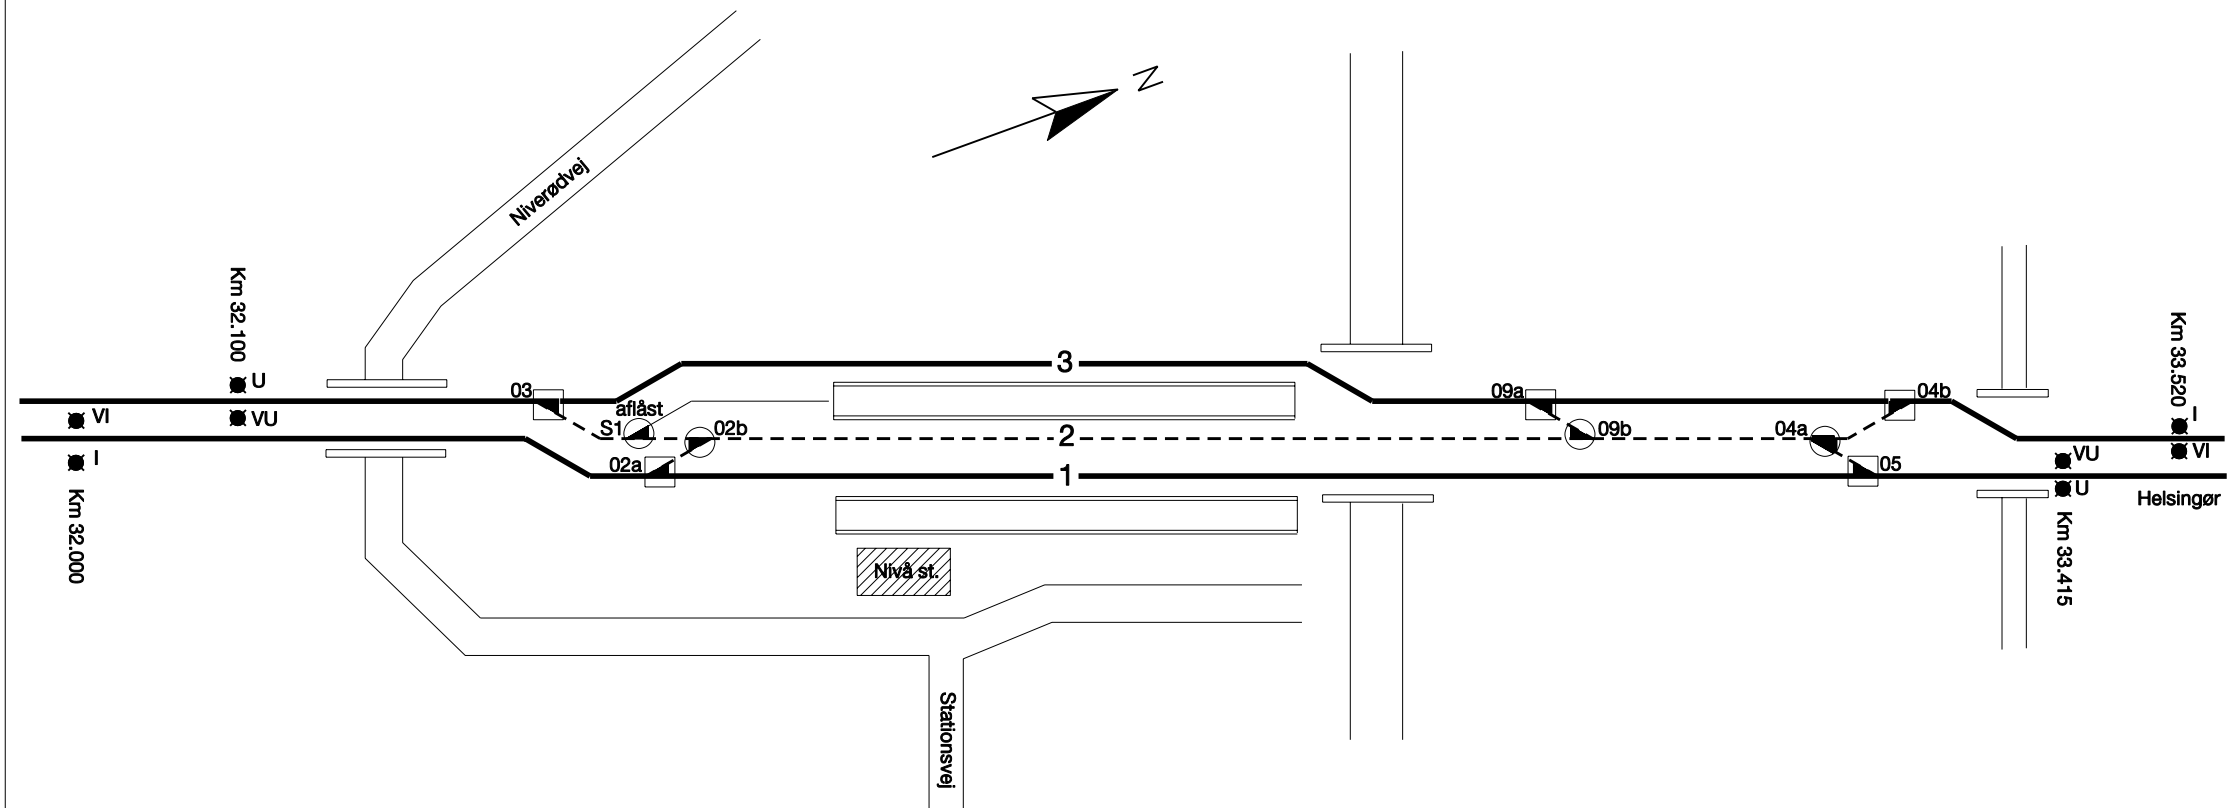 N
Niverødvej
Km 32.100
U
VU
VI
I
Km 32.000
03
aflåst
S1
02b
02a
3
2
1
09a
09b
04a
04b
05
Km 33.520
I
VI
VU
U
Km 33.415
Helsingør
Nivå st.
Stationsvej